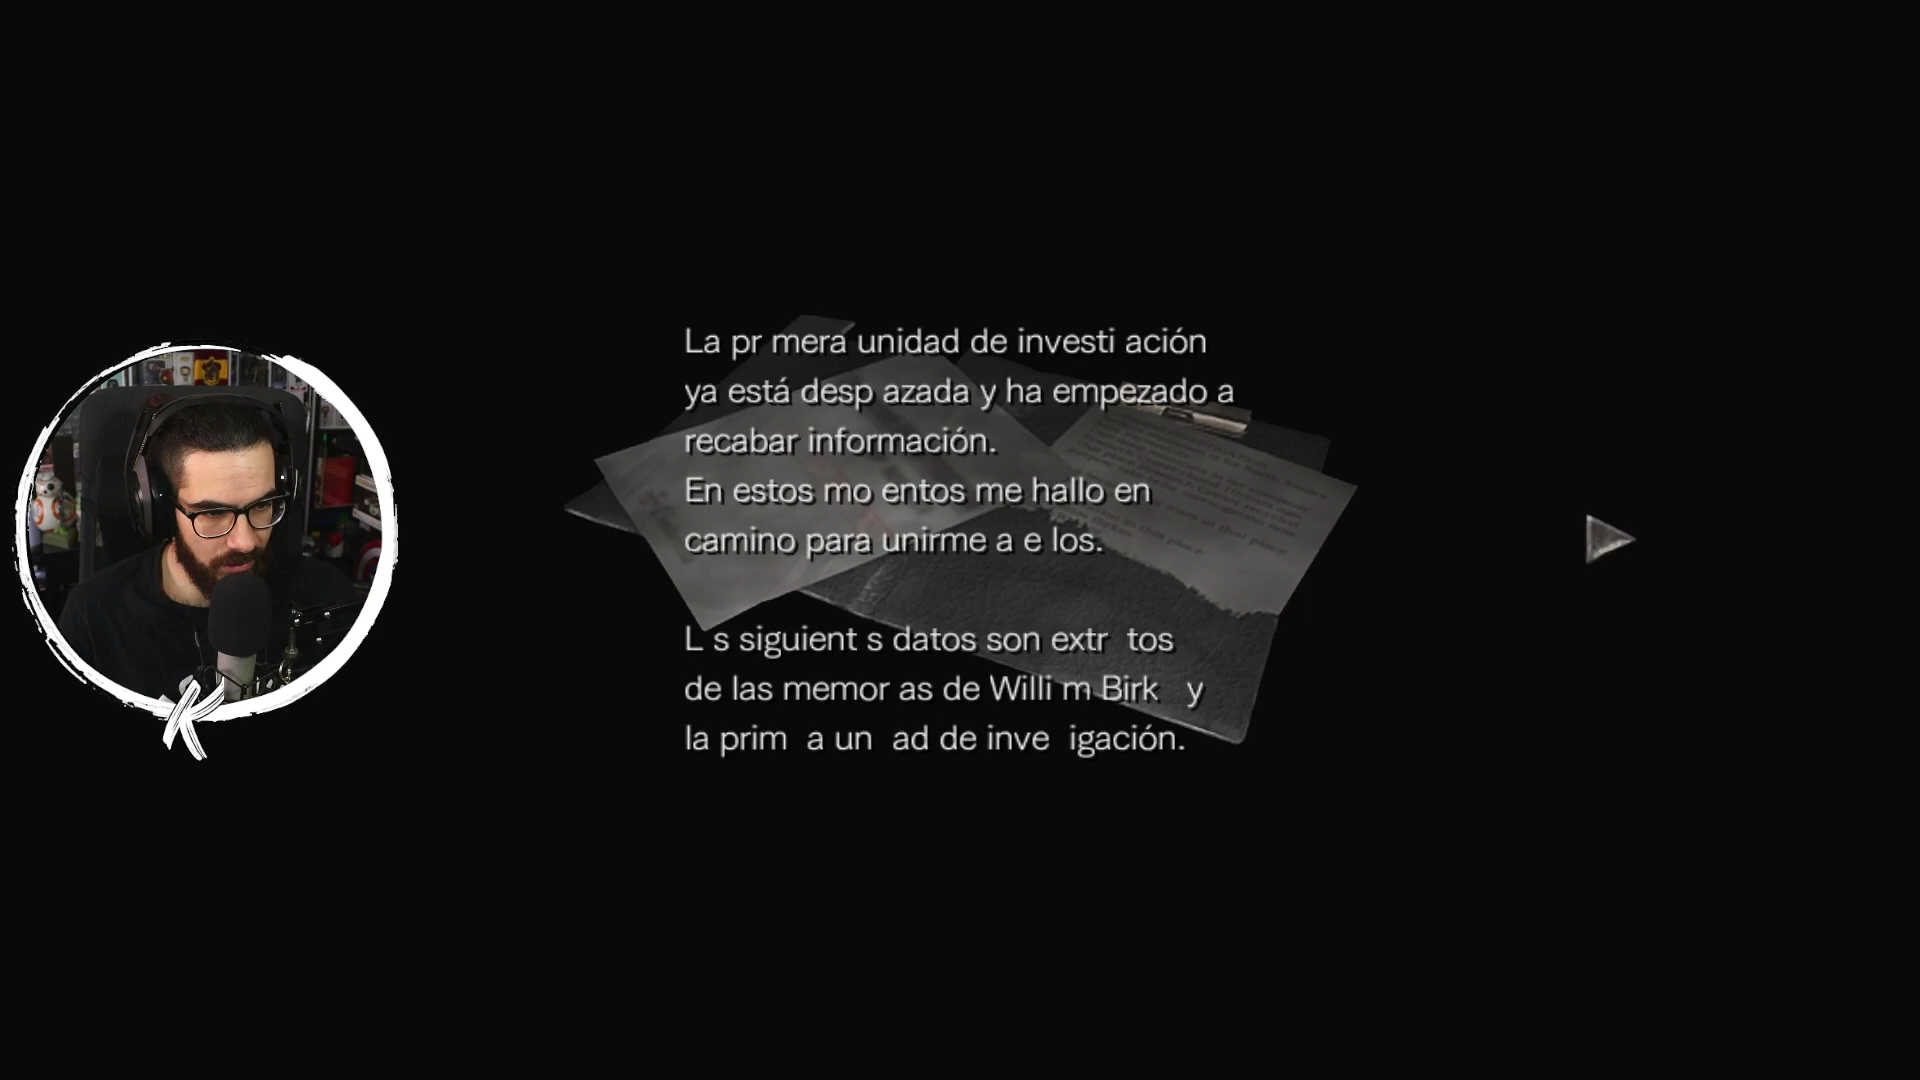 La pr mera unidad de investi ación
ya está desp azada y ha empezado a
recabar información.
En estos mo entos me hallo en
camino para unirme a e los.
L s siguient s datos son extr  tos
de las memor as de Willi m Birk   y
la prim  a un  ad de inve  igación.
K